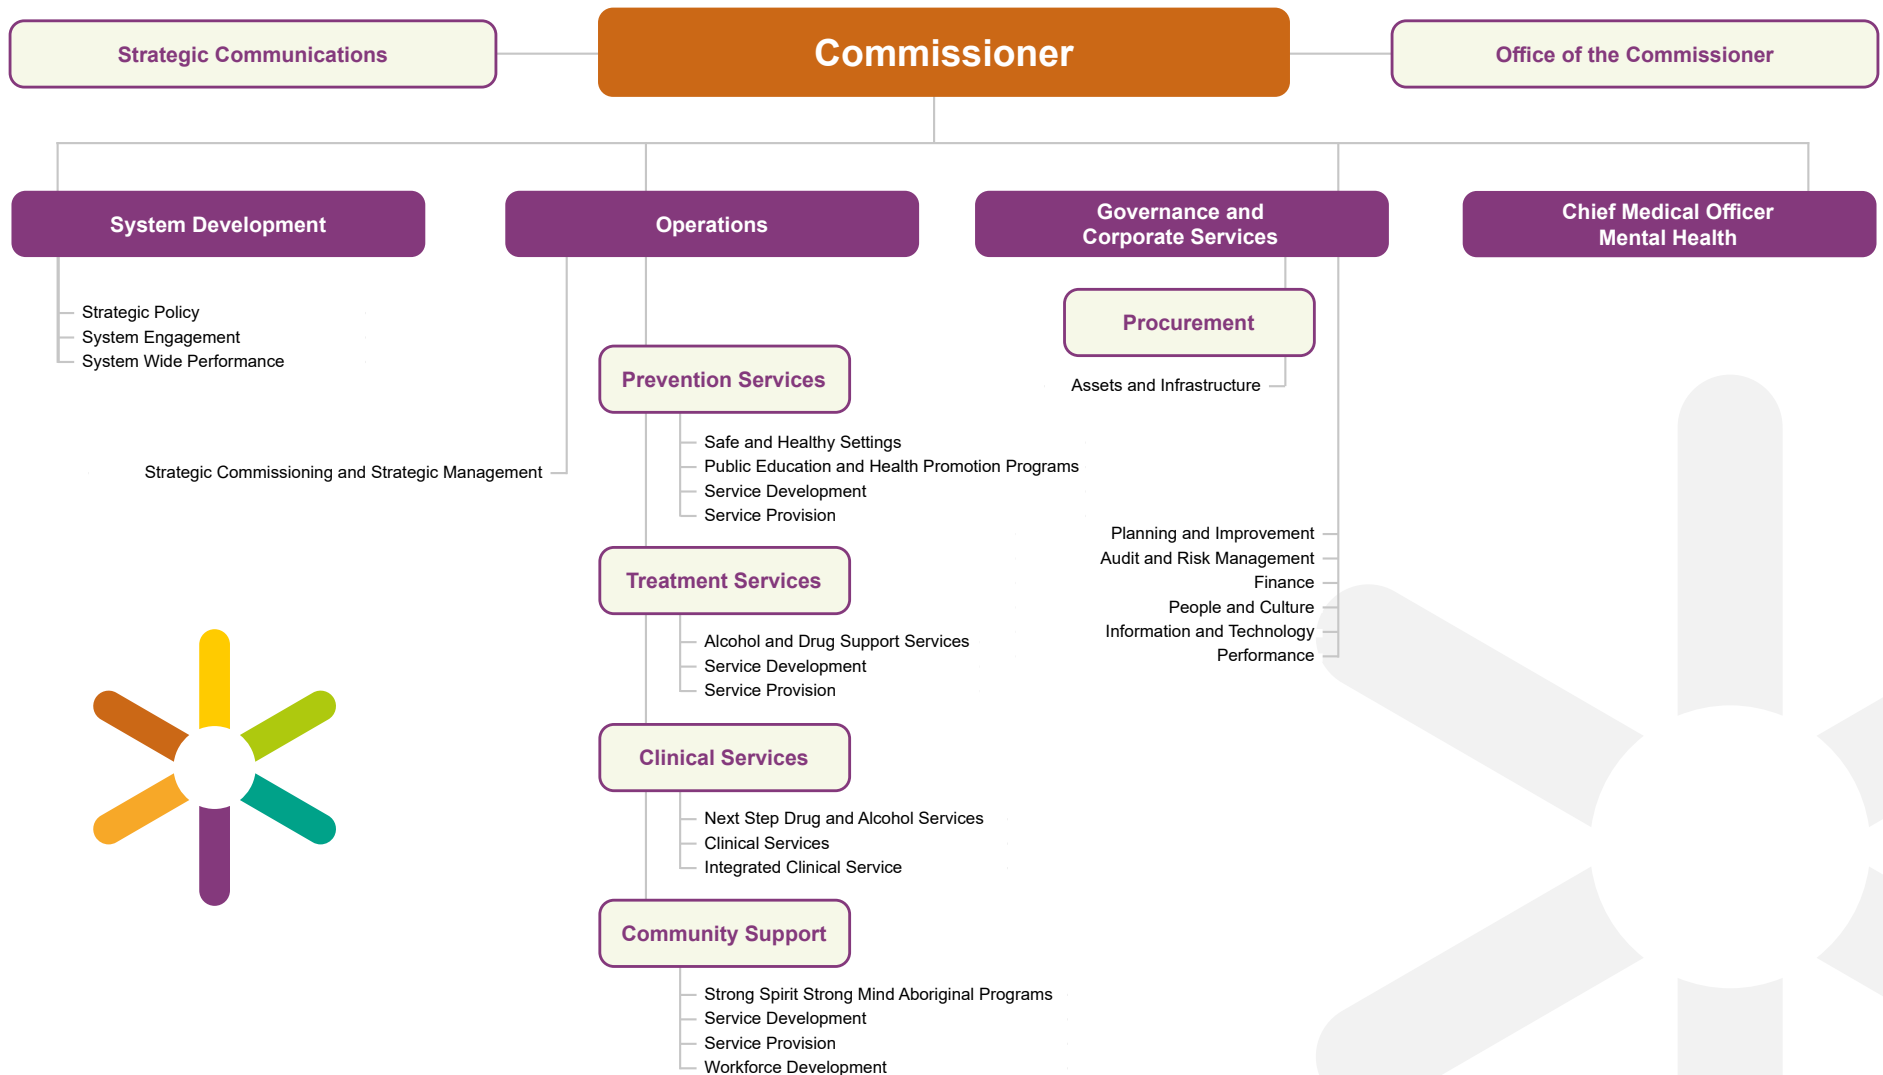 Strategic Communications
Commissioner
Office of the Commissioner
System Development
Strategic Policy
System Engagement
System Wide Performance
Operations
Strategic Commissioning and Strategic Management
Prevention Services
Safe and Healthy Settings
Public Education and Health Promotion Programs
Service Development
Service Provision
Treatment Services
Alcohol and Drug Support Services
Service Development
Service Provision
Clinical Services
Next Step Drug and Alcohol Services
Clinical Services
Integrated Clinical Service
Community Support
Strong Spirit Strong Mind Aboriginal Programs
Service Development
Service Provision
Workforce Development
Governance and
Corporate Services
Procurement
Assets and Infrastructure
Planning and Improvement
Audit and Risk Management
Finance
People and Culture
Information and Technology
Performance
Chief Medical Officer
Mental Health